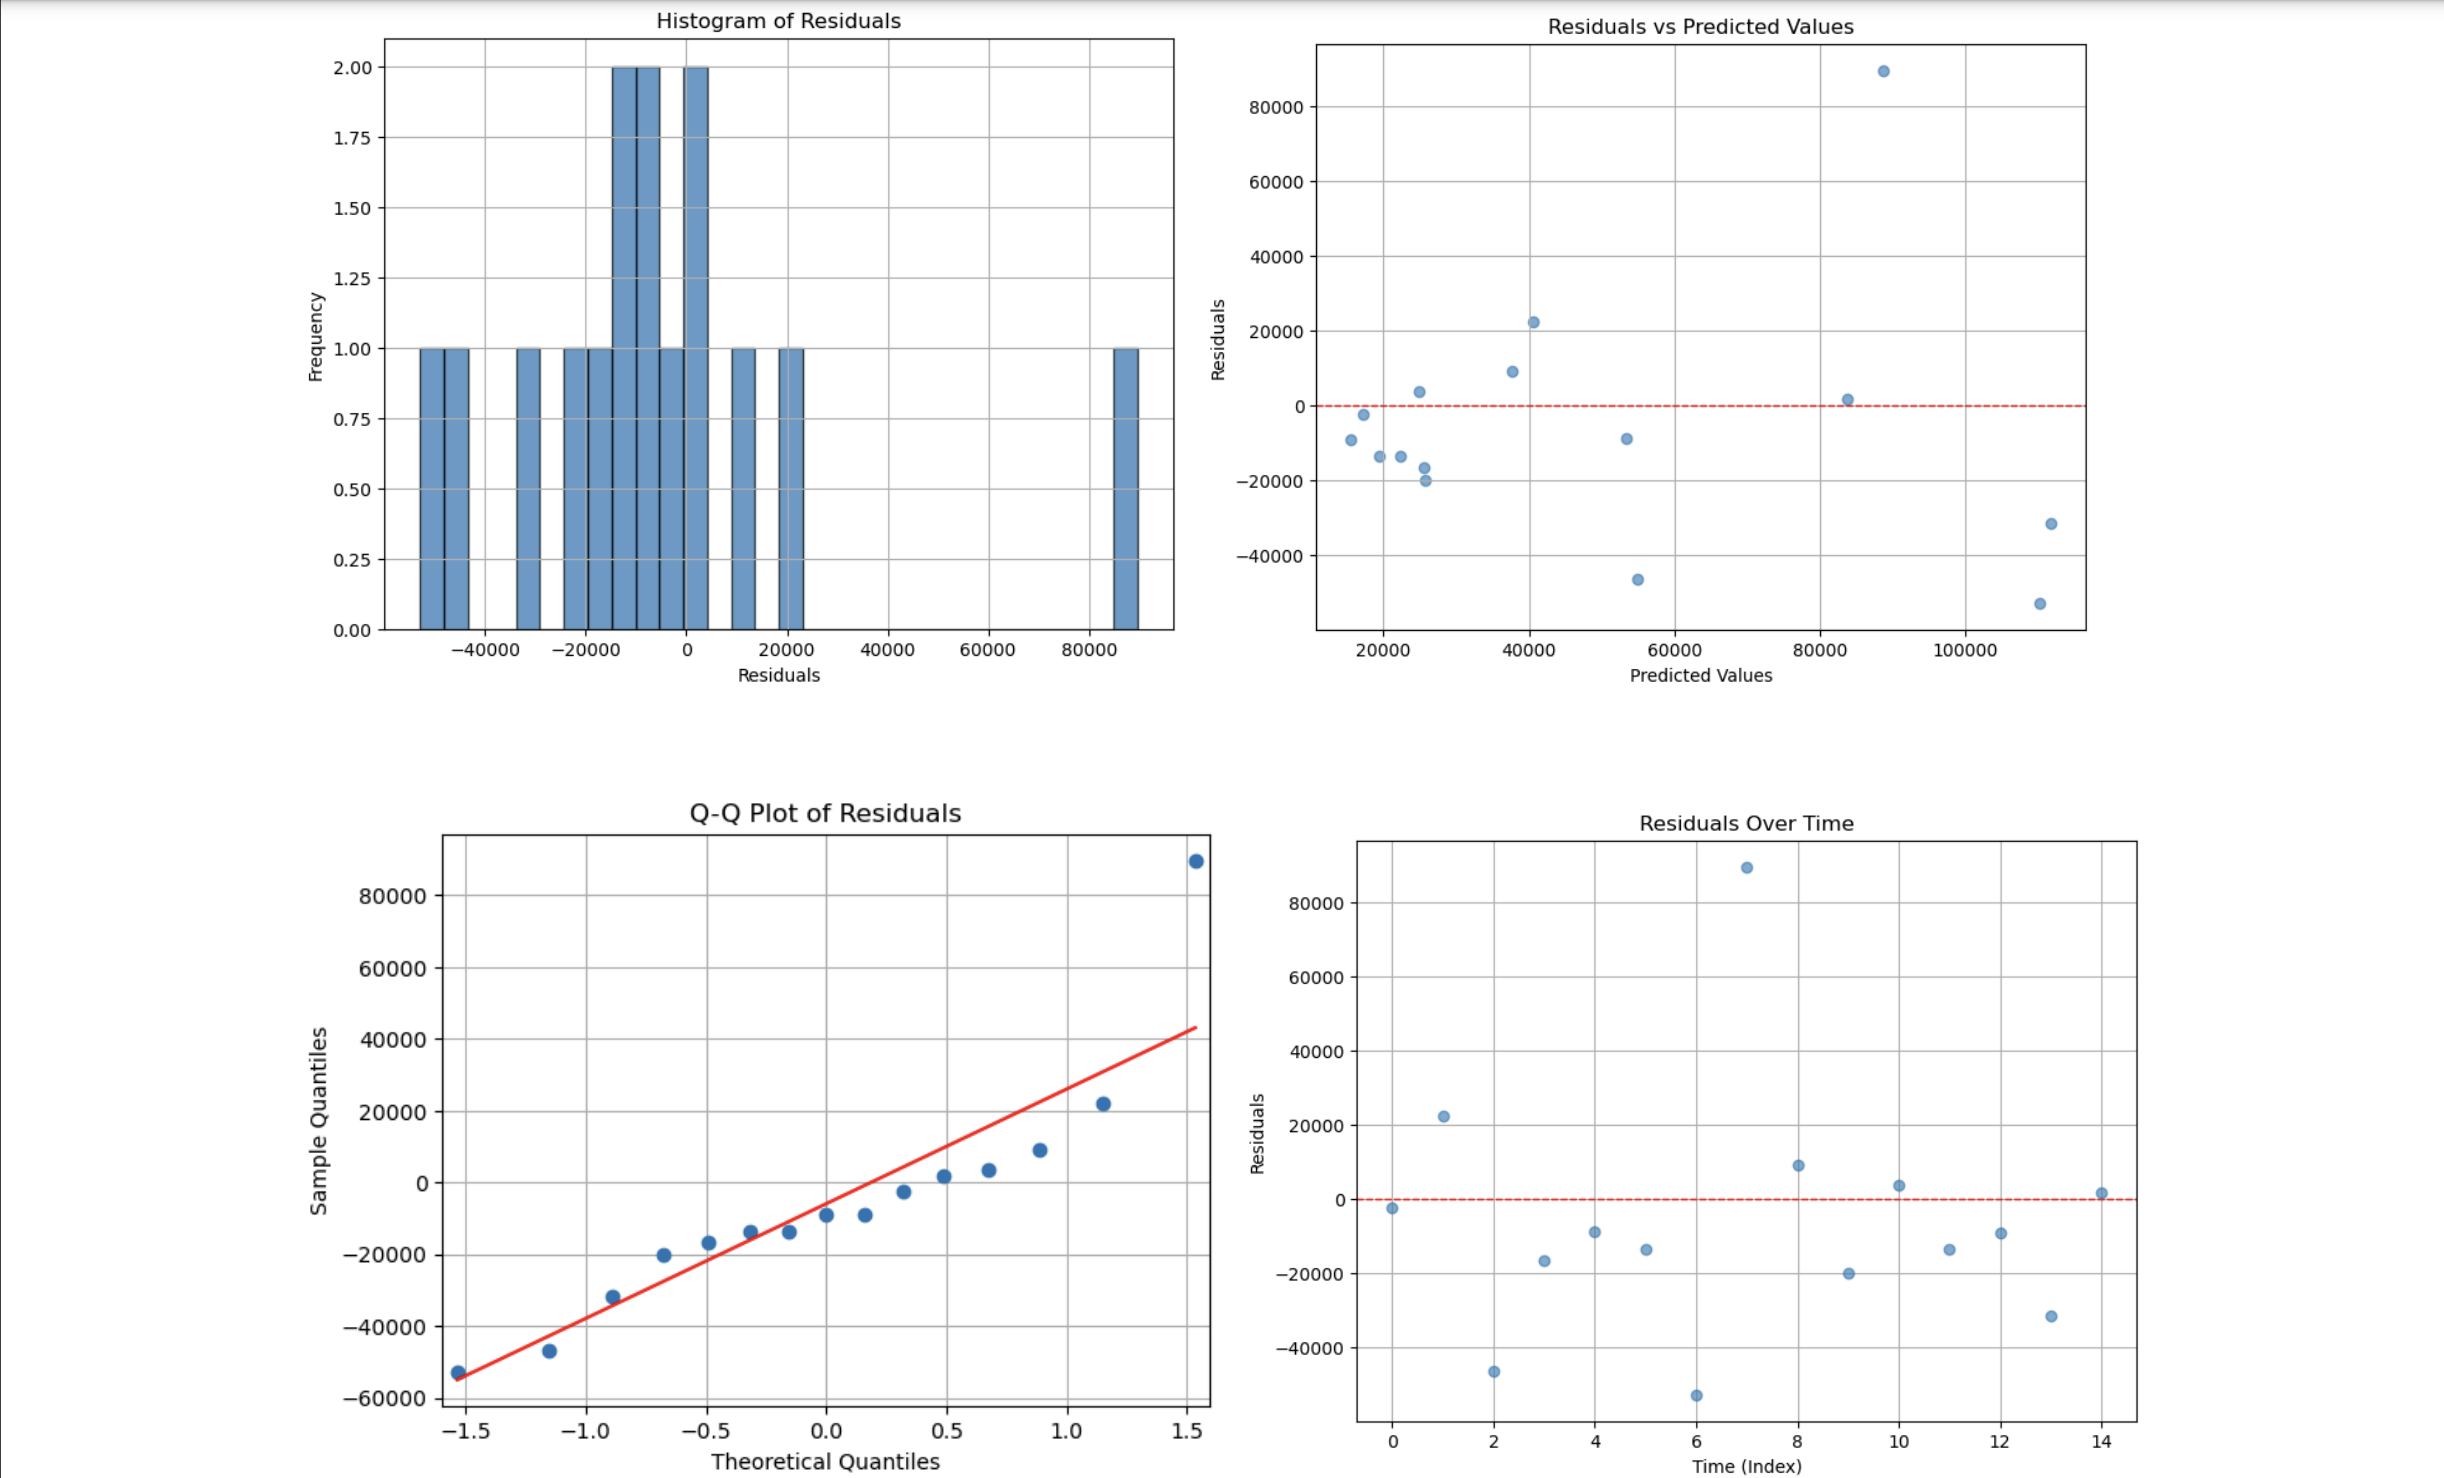 Histogram of Residuals
2.00
1.75
1.50
1.25
1.00
0.75
0.50
0.25
0.00
Frequency
−40000 −20000 0 20000 40000 60000 80000
Residuals
Residuals vs Predicted Values
80000
60000
40000
20000
0
−20000
−40000
Residuals
20000 40000 60000 80000 100000
Predicted Values
Q-Q Plot of Residuals
80000
60000
40000
20000
0
−20000
−40000
−60000
Sample Quantiles
−1.5 −1.0 −0.5 0.0 0.5 1.0 1.5
Theoretical Quantiles
Residuals Over Time
80000
60000
40000
20000
0
−20000
−40000
Residuals
0 2 4 6 8 10 12 14
Time (Index)